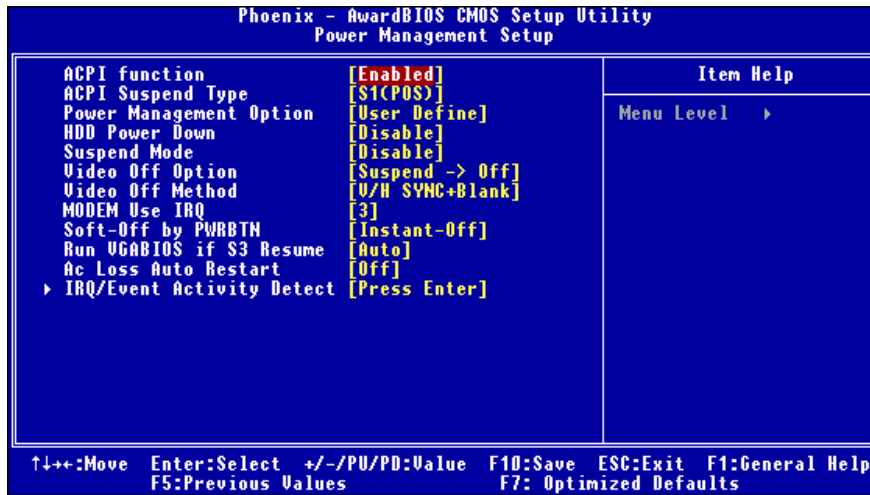 Phoenix - AwardBIOS CMOS Setup Utility
Power Management Setup
ACPI function [Enabled]
ACPI Suspend Type [S1(POS)]
Power Management Option [User Define]
HDD Power Down [Disable]
Suspend Mode [Disable]
Video Off Option [Suspend -> Off]
Video Off Method [V/H SYNC+Blank]
MODEM Use IRQ [3]
Soft-Off by PWRBTN [Instant-Off]
Run VGABIOS if S3 Resume [Auto]
Ac Loss Auto Restart [Off]
▸ IRQ/Event Activity Detect [Press Enter]
Item Help
Menu Level ▸
↑↓→←:Move Enter:Select +/-/PU/PD:Value F10:Save ESC:Exit F1:General Help
F5:Previous Values F7: Optimized Defaults